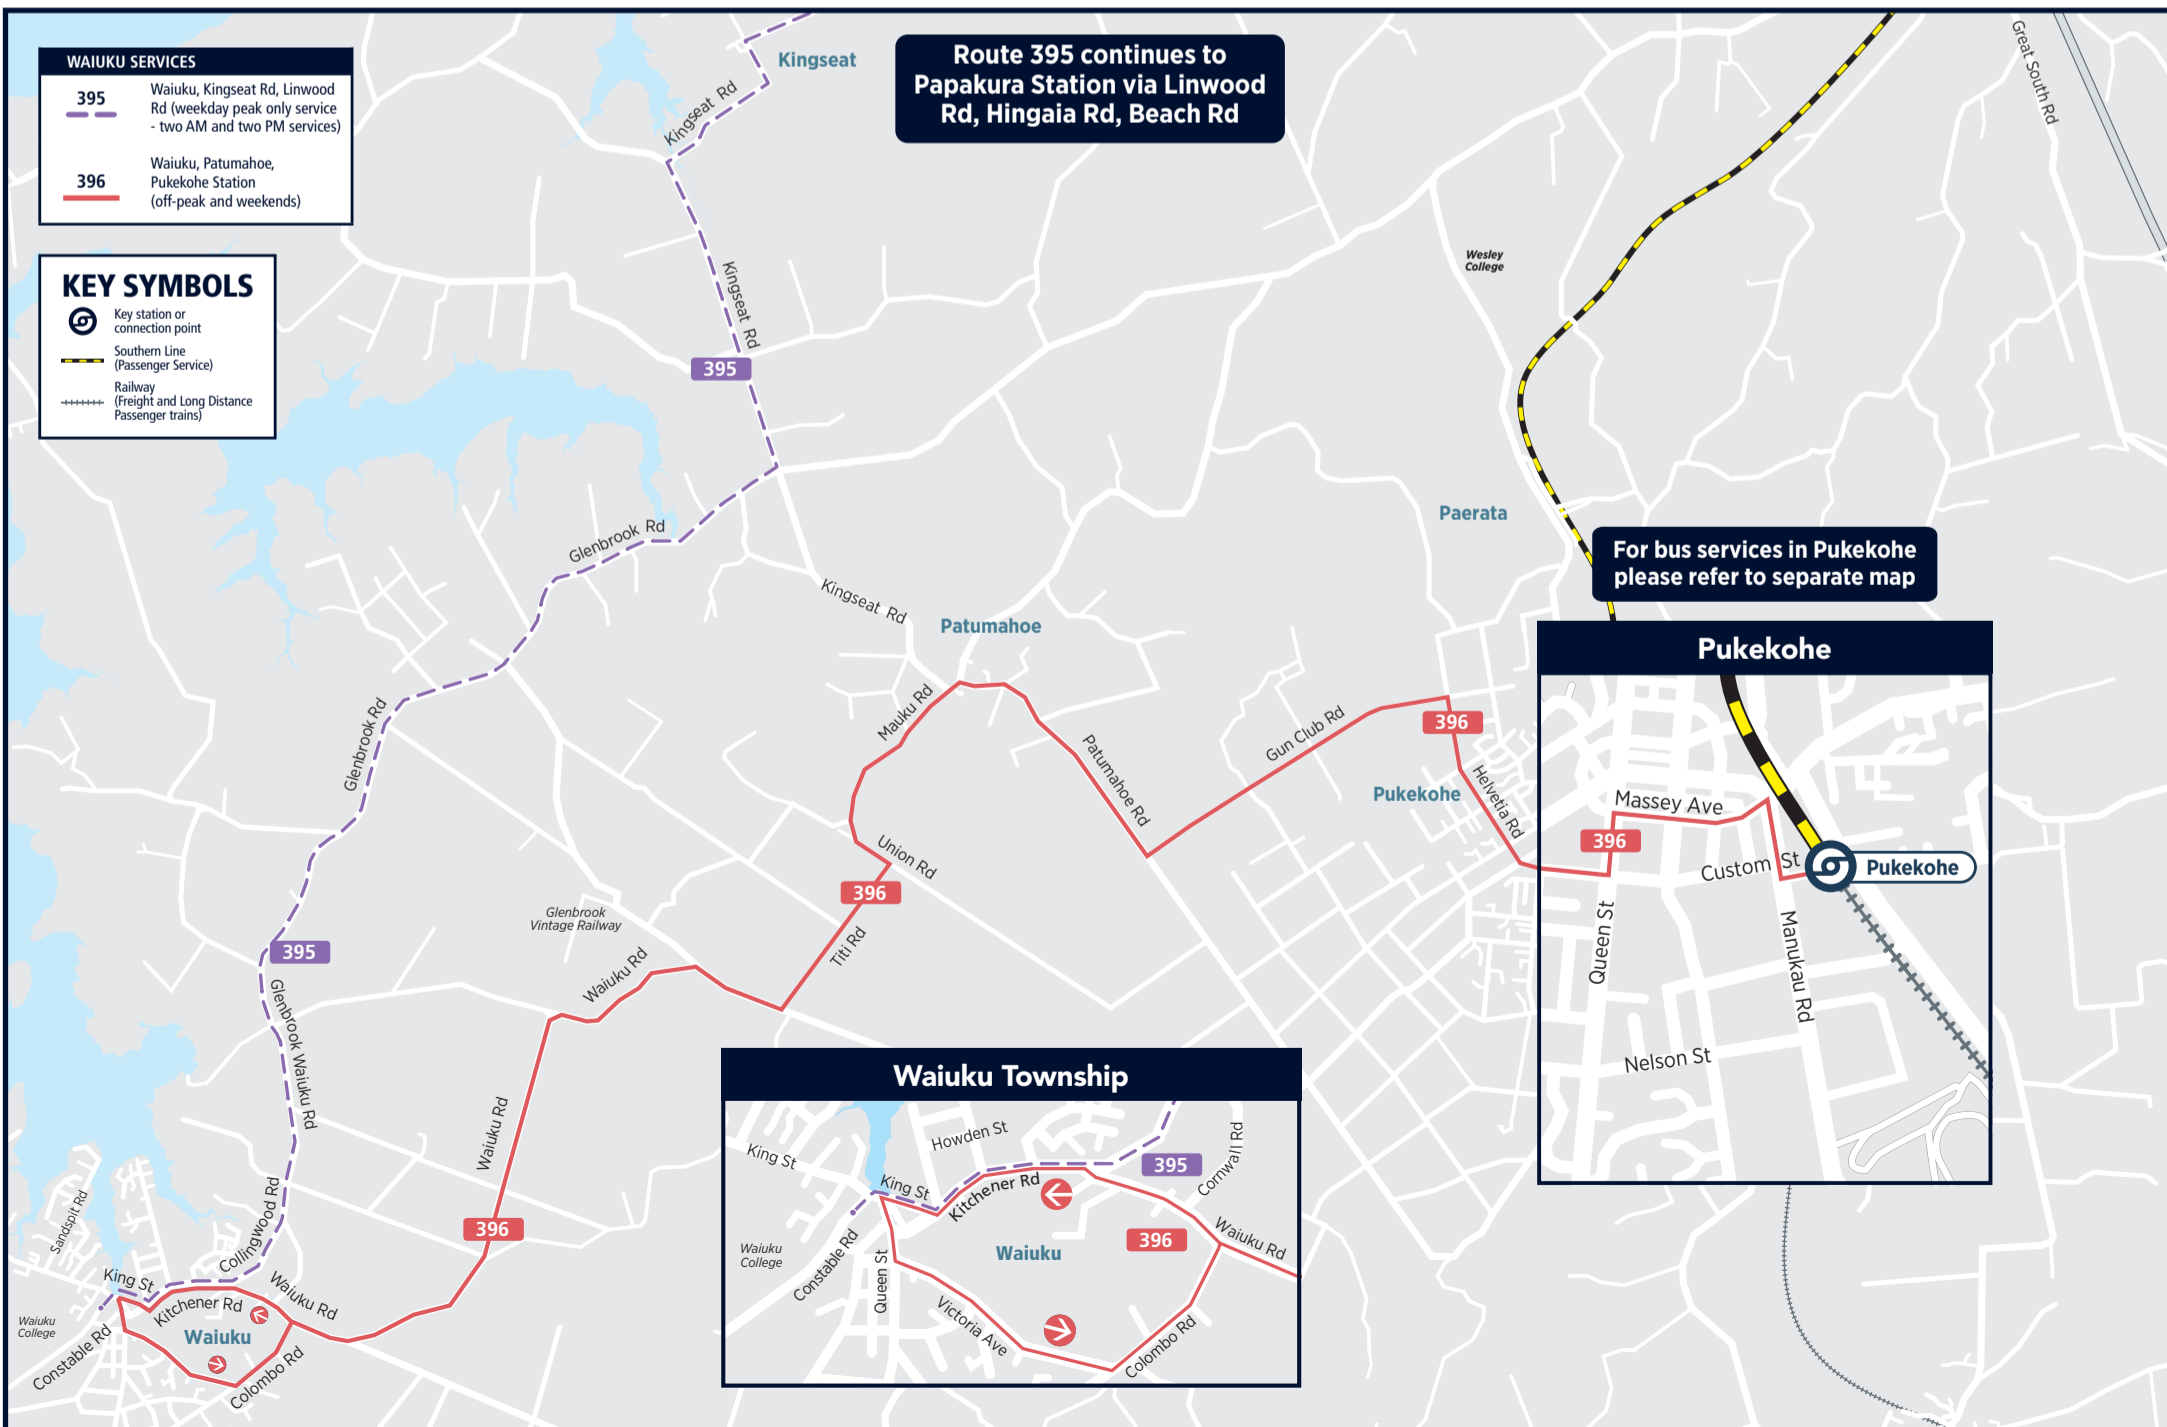 WAIUKU SERVICES
395
Waiuku, Kingseat Rd, Linwood
Rd (weekday peak only service
- two AM and two PM services)
396
Waiuku, Patumahoe,
Pukekohe Station
(off-peak and weekends)
KEY SYMBOLS
Key station or
connection point
Southern Line
(Passenger Service)
Railway
(Freight and Long Distance
Passenger trains)
Route 395 continues to
Papakura Station via Linwood
Rd, Hingaia Rd, Beach Rd
Kingseat
Kingseat Rd
Great South Rd
Wesley
College
Kingseat Rd
395
Paerata
Glenbrook Rd
For bus services in Pukekohe
please refer to separate map
Kingseat Rd
Patumahoe
Glenbrook Rd
Mauku Rd
Patumahoe Rd
Gun Club Rd
396
Pukekohe
Helvetia Rd
Union Rd
396
Titi Rd
Glenbrook
Vintage Railway
Waiuku Rd
395
Glenbrook Waiuku Rd
Waiuku Rd
396
Sandspit Rd
Collingwood Rd
King St
Kitchener Rd
Waiuku Rd
Waiuku
College
Waiuku
Constable Rd
Colombo Rd
Pukekohe
Massey Ave
396
Custom St
Pukekohe
Queen St
Manukau Rd
Nelson St
Waiuku Township
King St
Howden St
395
Cornwall Rd
King St
Kitchener Rd
396
Waiuku Rd
Waiuku
College
Constable Rd
Queen St
Waiuku
Victoria Ave
Colombo Rd